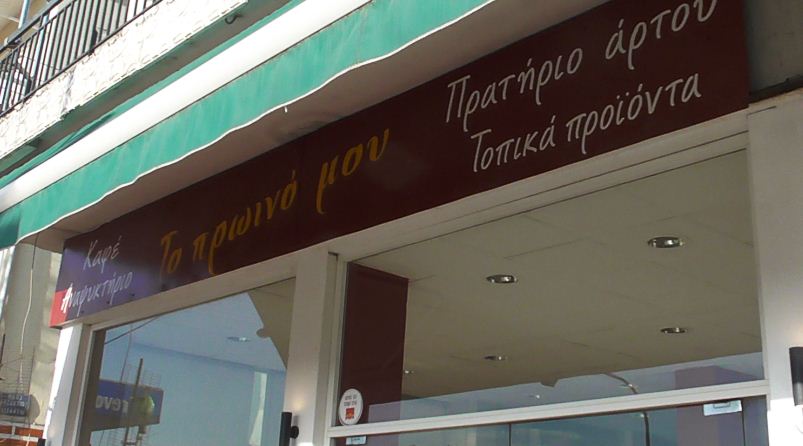 Καφέ
Αναψυκτήριο
Το πρωινό μου
Πρατήριο άρτου
Τοπικά προϊόντα